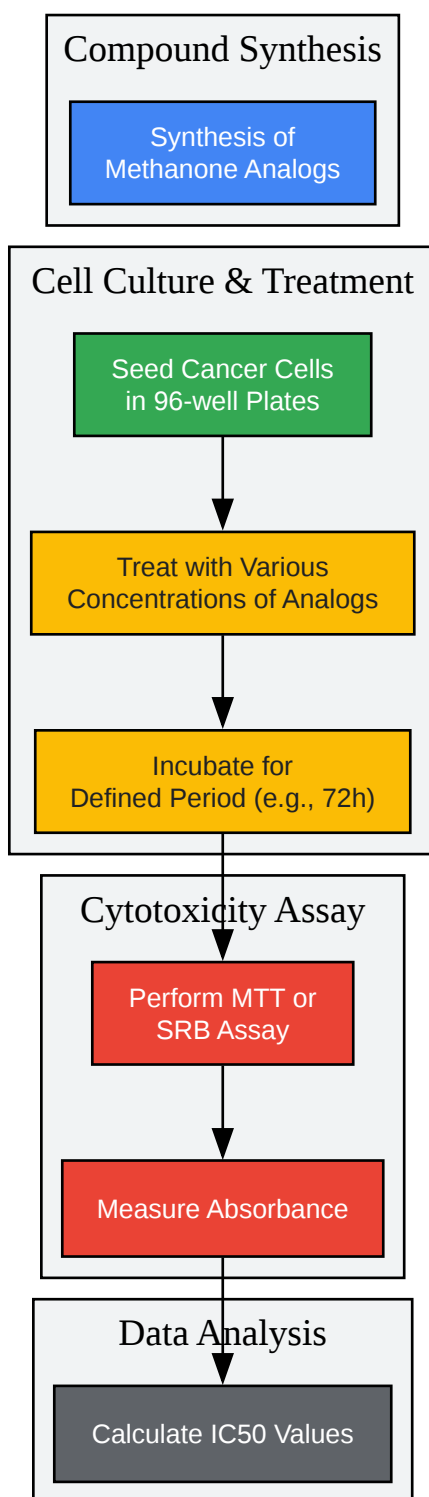 Compound Synthesis
Synthesis of
Methanone Analogs
Cell Culture & Treatment
Seed Cancer Cells
in 96-well Plates
Treat with Various
Concentrations of Analogs
Incubate for
Defined Period (e.g., 72h)
Cytotoxicity Assay
Perform MTT or
SRB Assay
Measure Absorbance
Data Analysis
Calculate IC50 Values